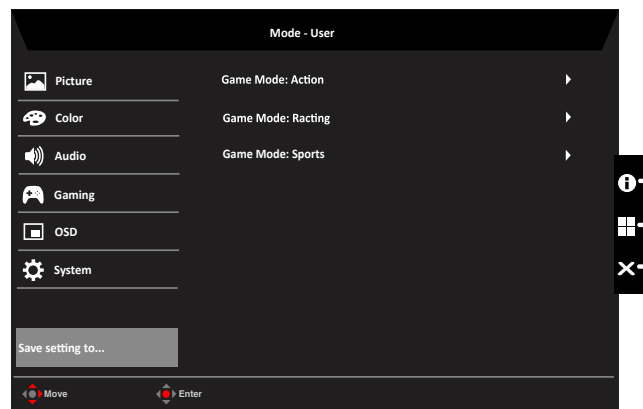 Mode - User
Picture
Game Mode: Action
Color
Game Mode: Racting
Audio
Game Mode: Sports
Gaming
OSD
System
Save setting to...
Move
Enter